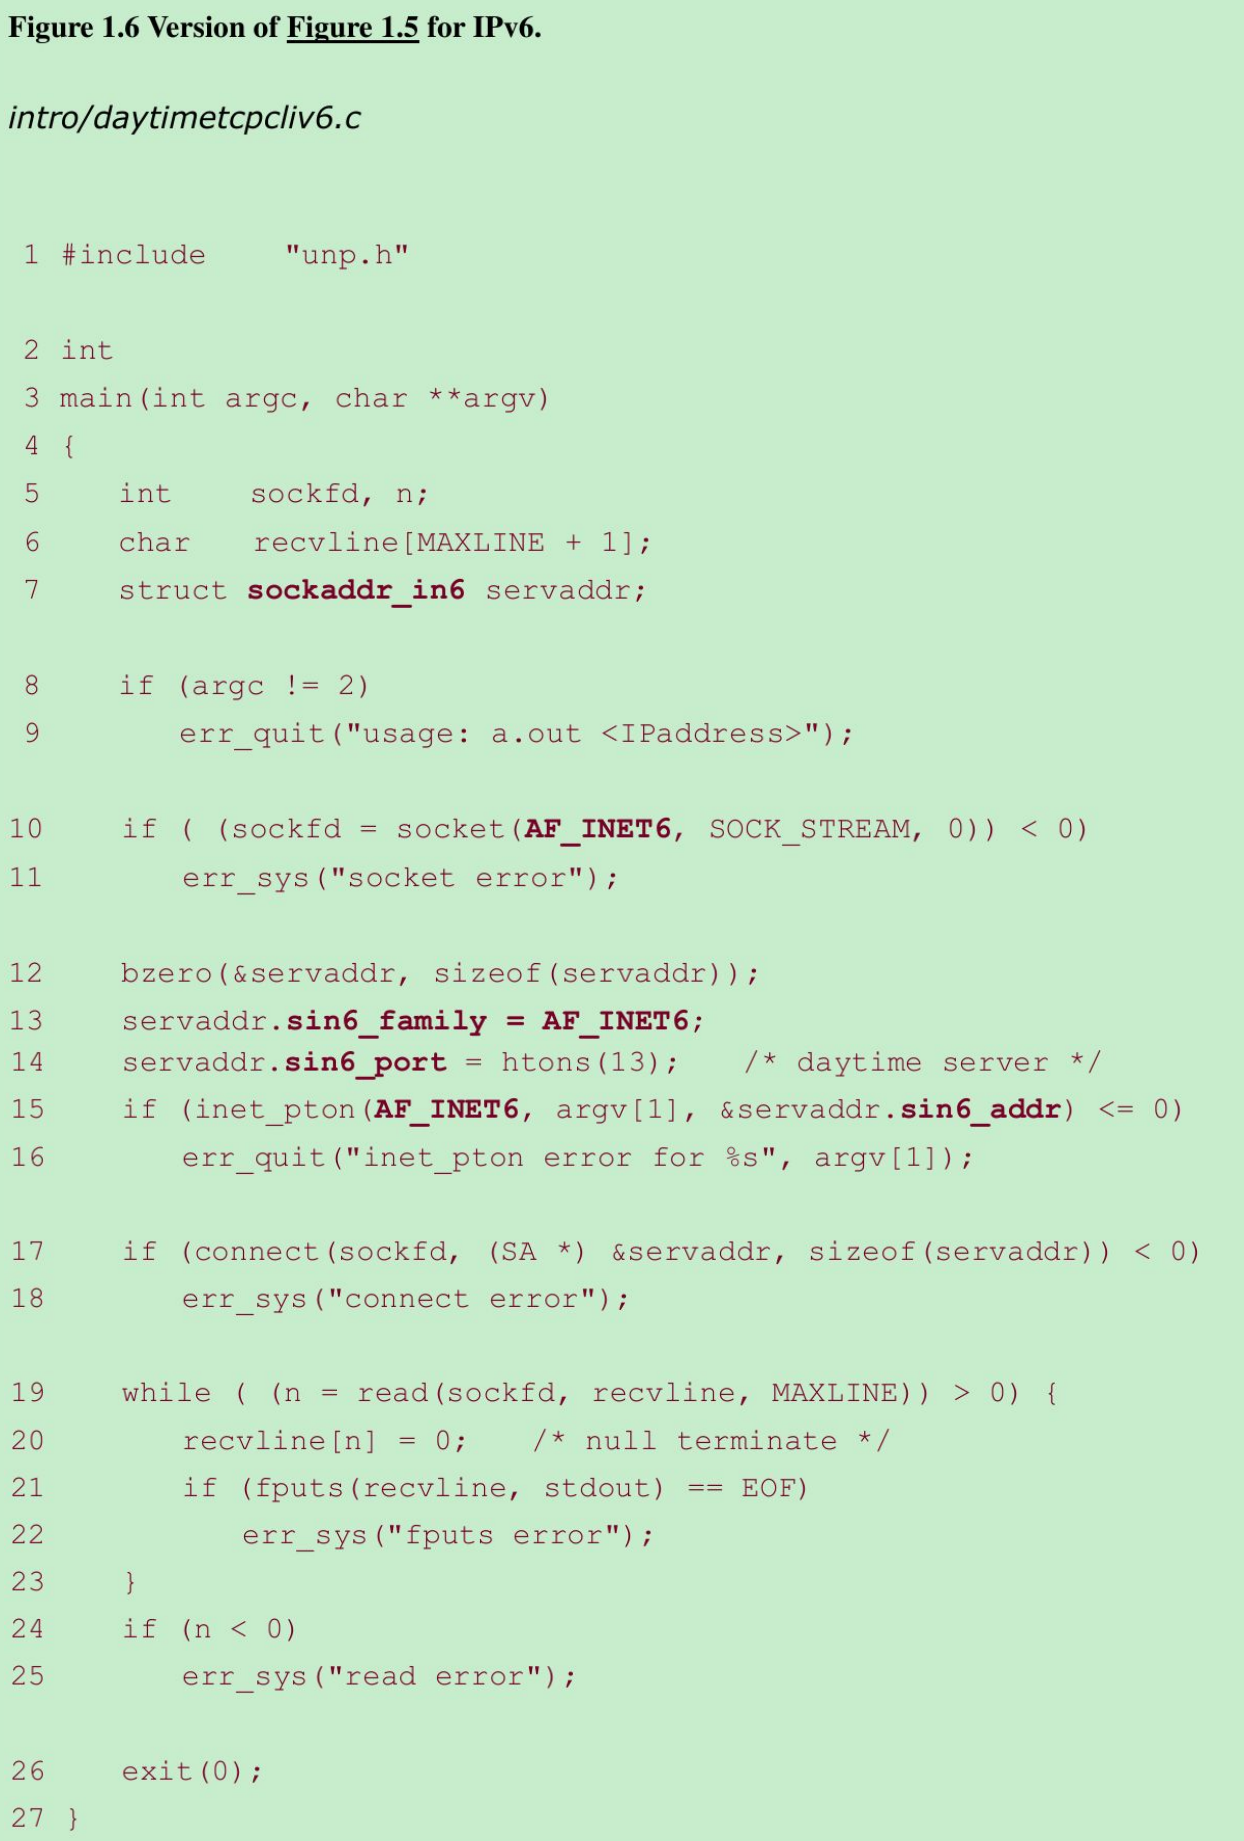 Figure 1.6 Version of Figure 1.5 for IPv6.
intro/daytimetcpcliv6.c
1 #include "unp.h"
2 int
3 main(int argc, char **argv)
4 {
5 int sockfd, n;
6 char recvline[MAXLINE + 1];
7 struct sockaddr_in6 servaddr;
8 if (argc != 2)
9 err_quit("usage: a.out <IPaddress>");
10 if ( (sockfd = socket(AF_INET6, SOCK_STREAM, 0)) < 0)
11 err_sys("socket error");
12 bzero(&servaddr, sizeof(servaddr));
13 servaddr.sin6_family = AF_INET6;
14 servaddr.sin6_port = htons(13); /* daytime server */
15 if (inet_pton(AF_INET6, argv[1], &servaddr.sin6_addr) <= 0)
16 err_quit("inet_pton error for %s", argv[1]);
17 if (connect(sockfd, (SA *) &servaddr, sizeof(servaddr)) < 0)
18 err_sys("connect error");
19 while ( (n = read(sockfd, recvline, MAXLINE)) > 0) {
20 recvline[n] = 0; /* null terminate */
21 if (fputs(recvline, stdout) == EOF)
22 err_sys("fputs error");
23 }
24 if (n < 0)
25 err_sys("read error");
26 exit(0);
27 }